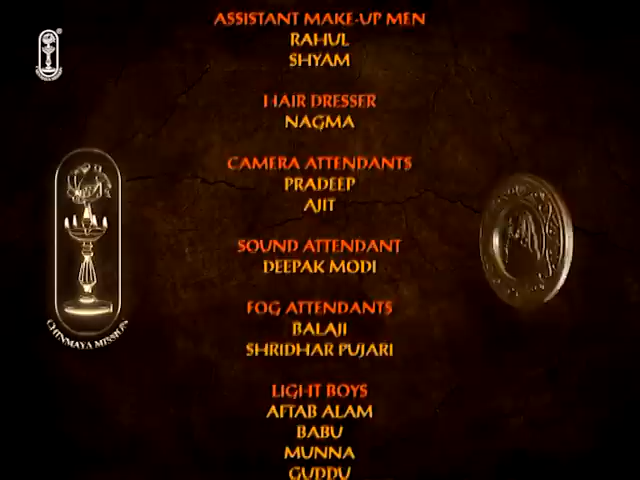 ASSISTANT MAKE-UP MEN
RAHUL
SHYAM
HAIR DRESSER
NAGMA
CAMERA ATTENDANTS
PRADEEP
AJIT
SOUND ATTENDANT
DEEPAK MODI
FOG ATTENDANTS
BALAJI
SHRIDHAR PUJARI
LIGHT BOYS
AFTAB ALAM
BABU
MUNNA
GUDDU
CHINMAYA MISSION